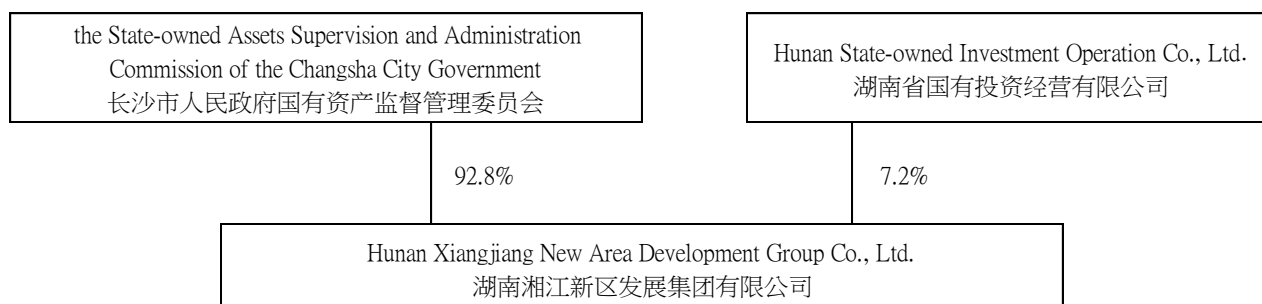 the State-owned Assets Supervision and Administration
Commission of the Changsha City Government
长沙市人民政府国有资产监督管理委员会
Hunan State-owned Investment Operation Co., Ltd.
湖南省国有投资经营有限公司
92.8%
7.2%
Hunan Xiangjiang New Area Development Group Co., Ltd.
湖南湘江新区发展集团有限公司